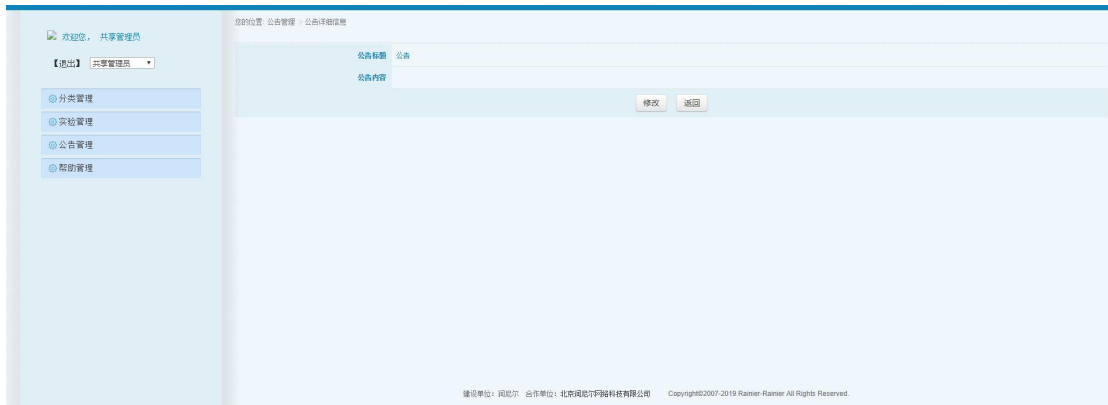 您的位置: 公告管理 > 公告详细信息
欢迎您， 共享管理员
【退出】 共享管理员
分类管理
实验管理
公告管理
帮助管理
公告标题 公告
公告内容
修改 返回
建设单位：润尼尔 合作单位：北京润尼尔网络科技有限公司 Copyright©2007-2019 Rainier-Rainier All Rights Reserved.